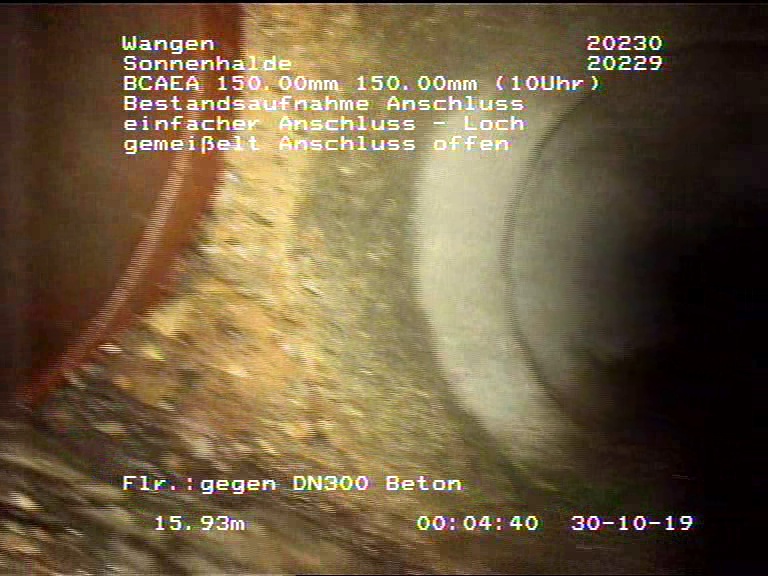 Wangen 20230
Sonnenhalde 20229
BCAEA 150.00mm 150.00mm (10Uhr)
Bestandsaufnahme Anschluss
einfacher Anschluss - Loch
gemeißelt Anschluss offen
Flr.:gegen DN300 Beton
15.93m 00:04:40 30-10-19